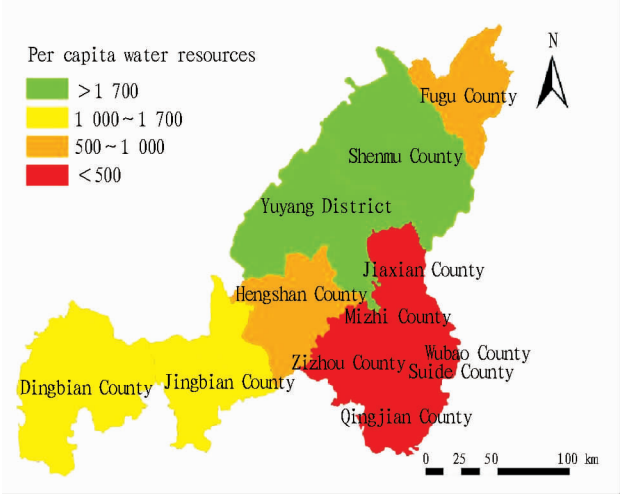 Per capita water resources
>1 700
1 000~1 700
500~1 000
<500
N
Fugu County
Shenmu County
Yuyang District
Jiaxian County
Hengshan County
Mizhi County
Wubao County
Zizhou County
Suide County
Dingbian County
Jingbian County
Qingjian County
0 25 50 100 km